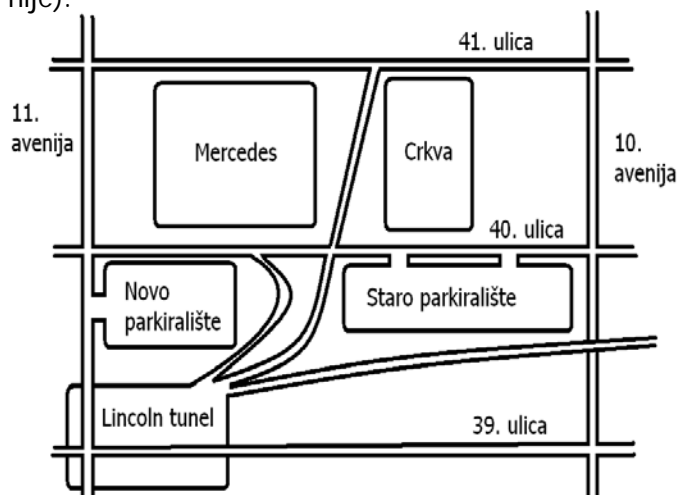 nije).
41. ulica
11.
avenija
Mercedes
Crkva
10.
avenija
40. ulica
Novo
parkiralište
Staro parkiralište
Lincoln tunel
39. ulica